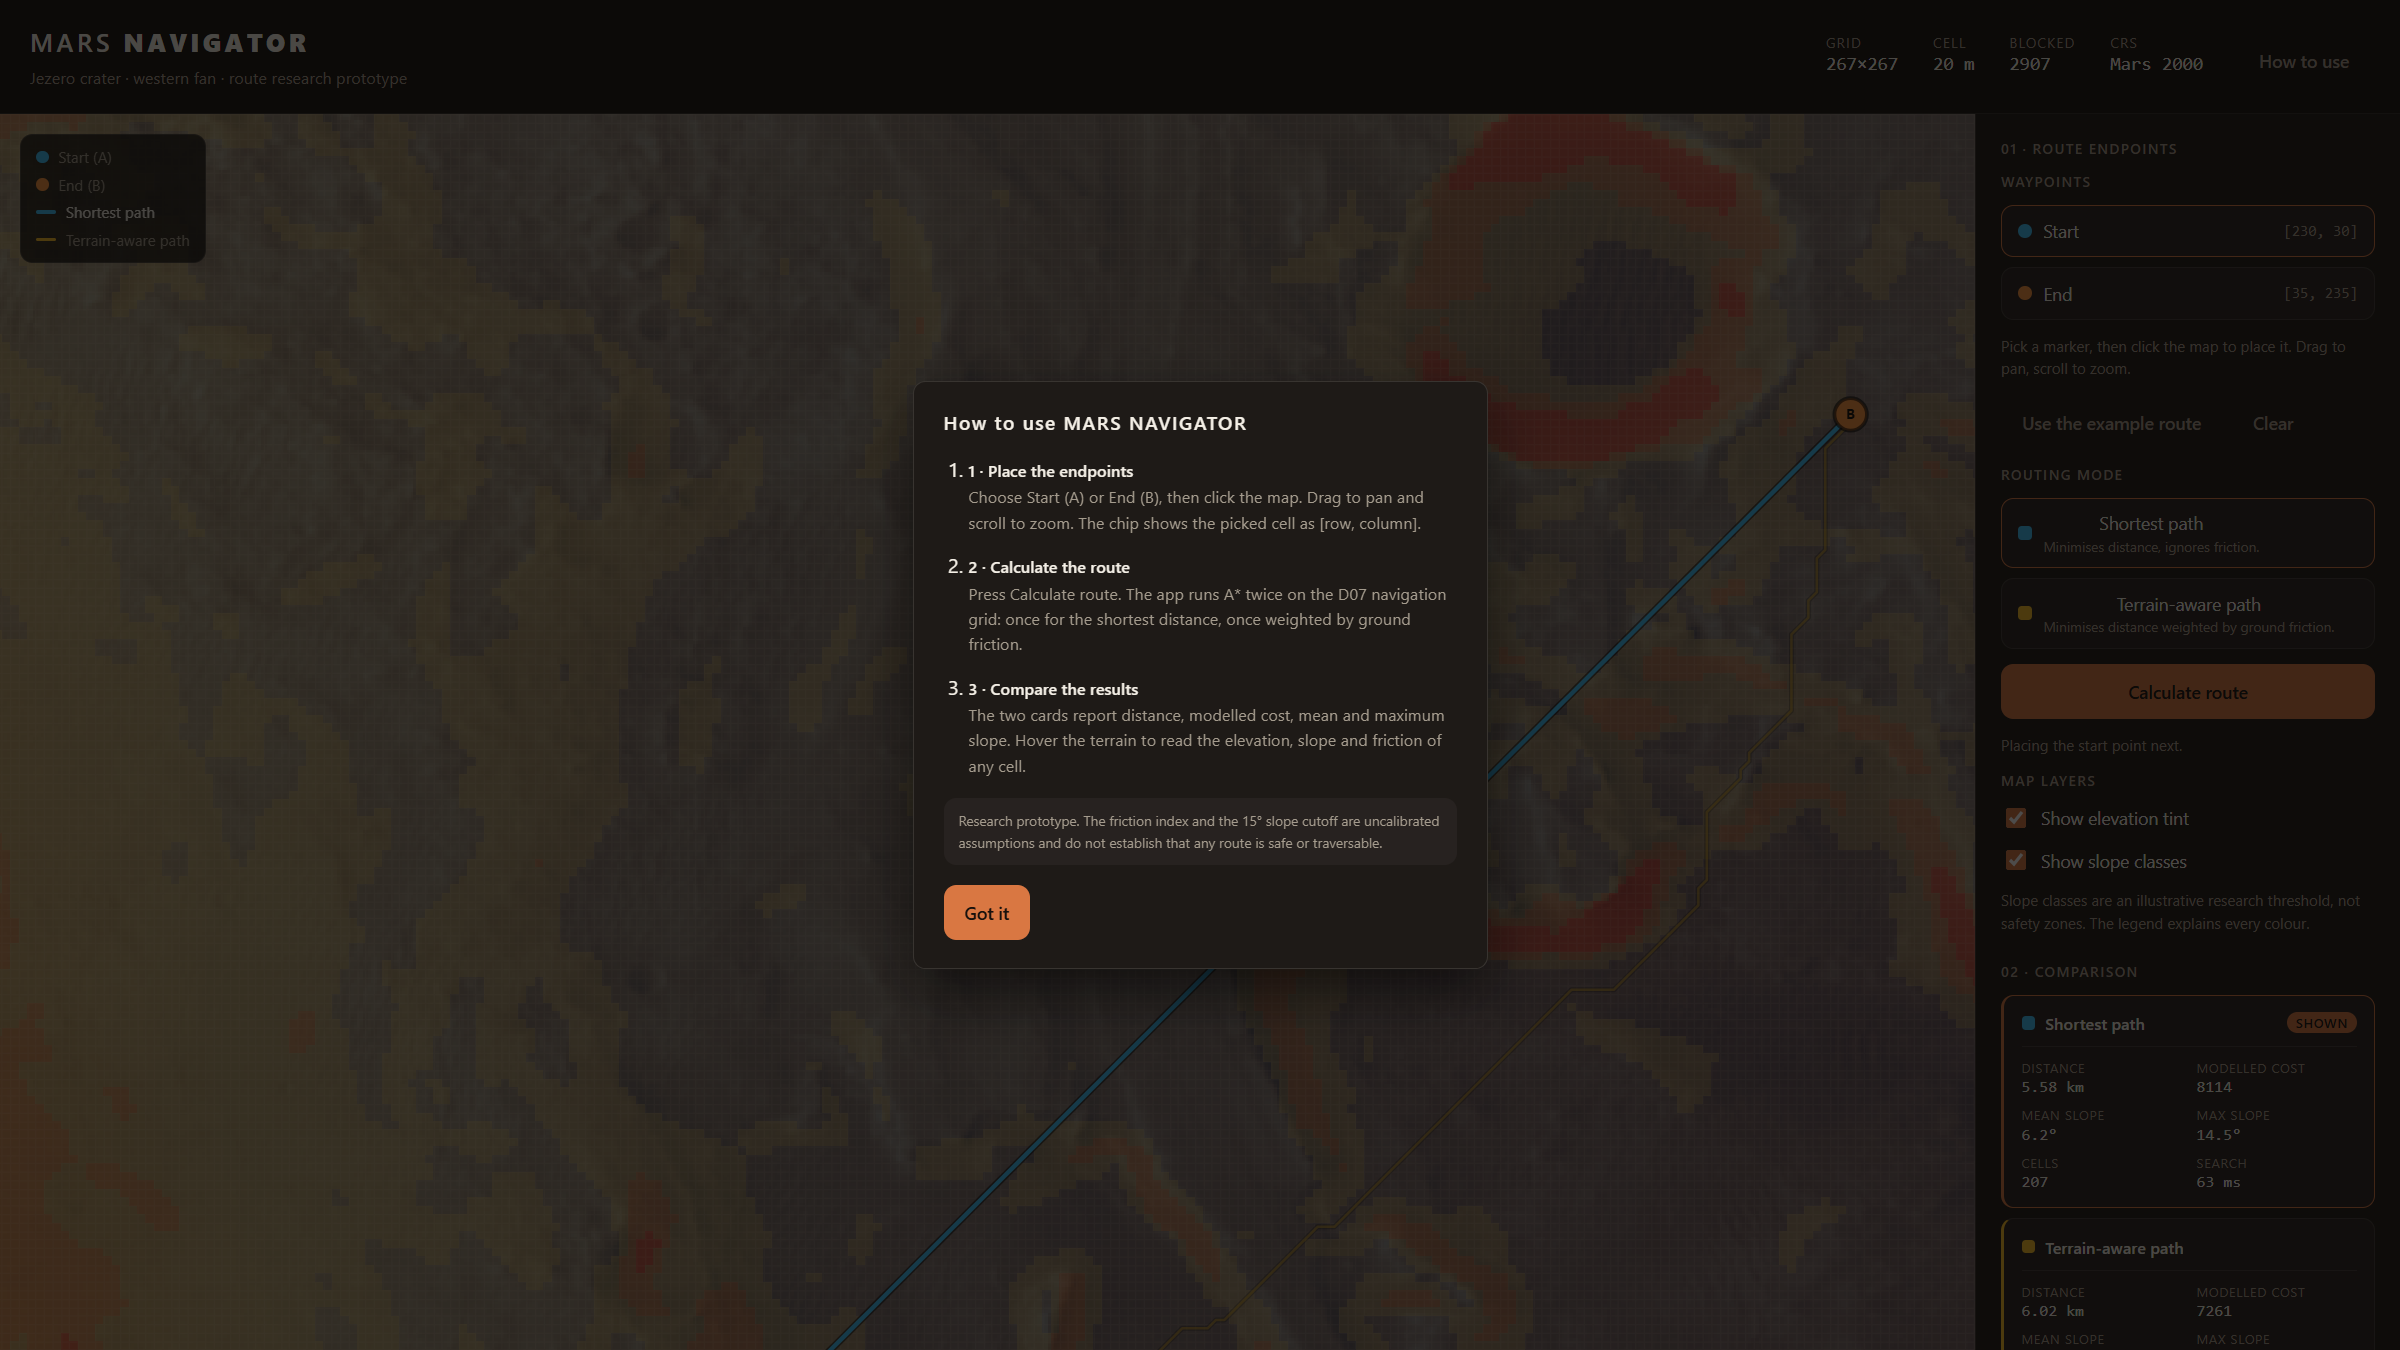 MARS NAVIGATOR
Jezero crater · western fan · route research prototype
GRID
267×267
CELL
20 m
BLOCKED
2907
CRS
Mars 2000
How to use
Start (A)
End (B)
Shortest path
Terrain-aware path
B
How to use MARS NAVIGATOR
1. 1 · Place the endpoints
Choose Start (A) or End (B), then click the map. Drag to pan and
scroll to zoom. The chip shows the picked cell as [row, column].
2. 2 · Calculate the route
Press Calculate route. The app runs A* twice on the D07 navigation
grid: once for the shortest distance, once weighted by ground
friction.
3. 3 · Compare the results
The two cards report distance, modelled cost, mean and maximum
slope. Hover the terrain to read the elevation, slope and friction of
any cell.
Research prototype. The friction index and the 15° slope cutoff are uncalibrated
assumptions and do not establish that any route is safe or traversable.
Got it
01 · ROUTE ENDPOINTS
WAYPOINTS
Start [230, 30]
End [35, 235]
Pick a marker, then click the map to place it. Drag to
pan, scroll to zoom.
Use the example route Clear
ROUTING MODE
Shortest path
Minimises distance, ignores friction.
Terrain-aware path
Minimises distance weighted by ground friction.
Calculate route
Placing the start point next.
MAP LAYERS
Show elevation tint
Show slope classes
Slope classes are an illustrative research threshold, not
safety zones. The legend explains every colour.
02 · COMPARISON
Shortest path SHOWN
DISTANCE MODELLED COST
5.58 km 8114
MEAN SLOPE MAX SLOPE
6.2° 14.5°
CELLS SEARCH
207 63 ms
Terrain-aware path
DISTANCE MODELLED COST
6.02 km 7261
MEAN SLOPE MAX SLOPE